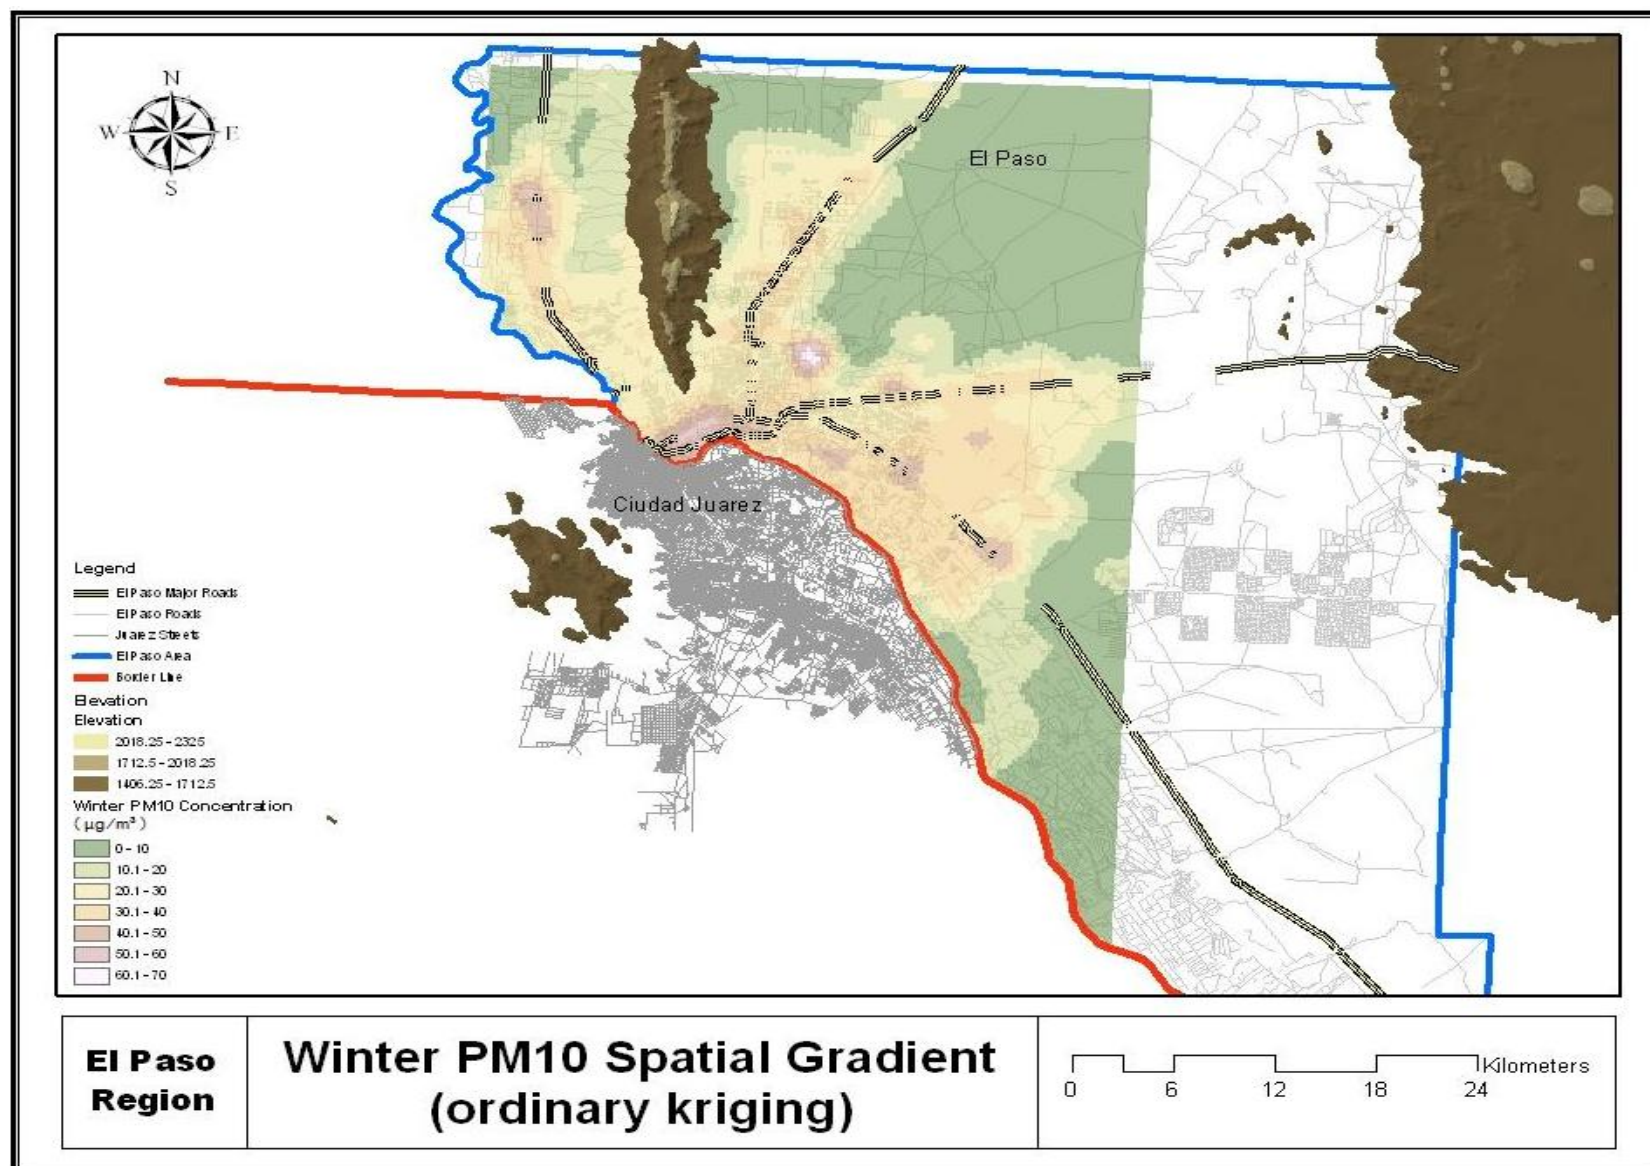 N
W E
S
El Paso
Ciudad Juarez
Legend
El Paso Major Roads
El Paso Roads
Juarez Streets
El Paso Area
Border Line
Elevation
Elevation
2018.25 - 2325
1712.5 - 2018.25
1406.25 - 1712.5
Winter PM10 Concentration
(µg/m³)
0 - 10
10.1 - 20
20.1 - 30
30.1 - 40
40.1 - 50
50.1 - 60
60.1 - 70
El Paso
Region
Winter PM10 Spatial Gradient
(ordinary kriging)
Kilometers
0 6 12 18 24